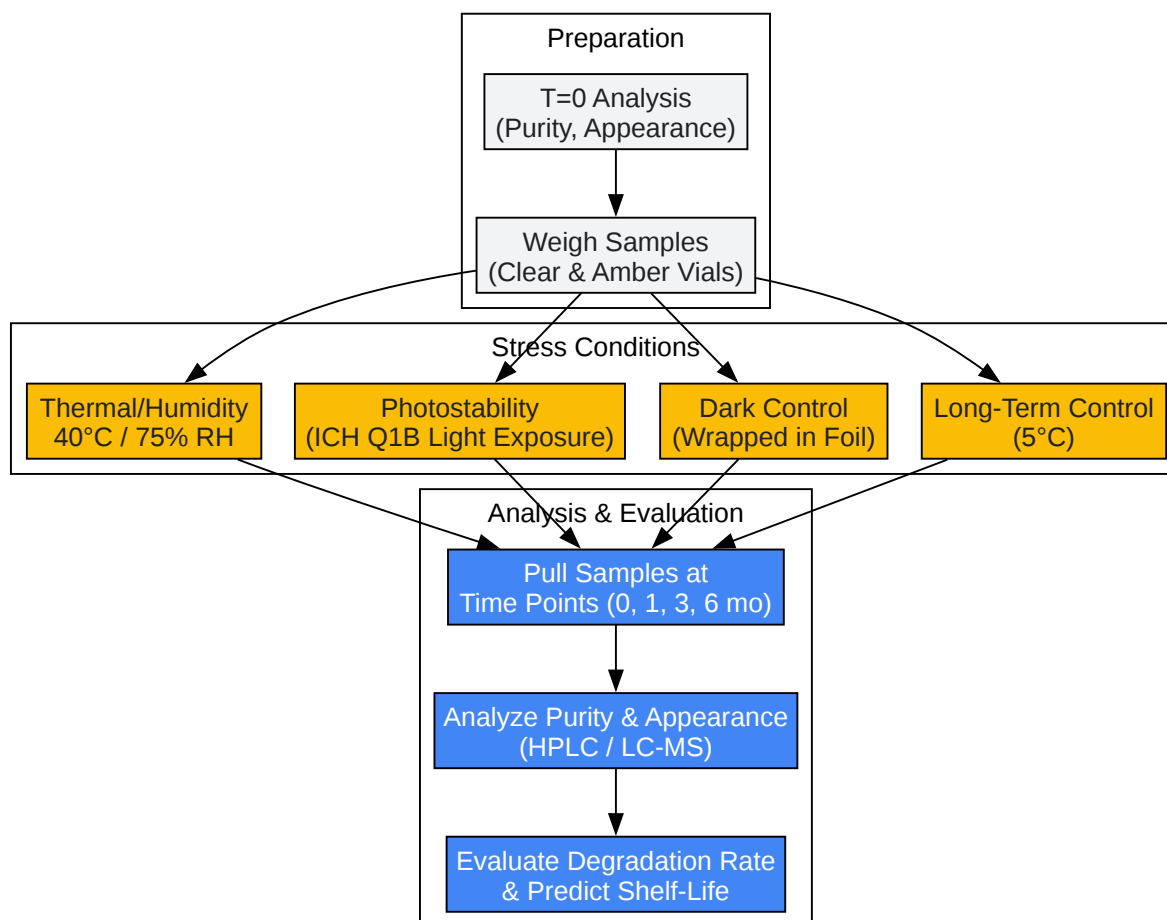 Preparation
T=0 Analysis
(Purity, Appearance)
Weigh Samples
(Clear & Amber Vials)
Stress Conditions
Thermal/Humidity
40°C / 75% RH
Photostability
(ICH Q1B Light Exposure)
Dark Control
(Wrapped in Foil)
Long-Term Control
(5°C)
Analysis & Evaluation
Pull Samples at
Time Points (0, 1, 3, 6 mo)
Analyze Purity & Appearance
(HPLC / LC-MS)
Evaluate Degradation Rate
& Predict Shelf-Life